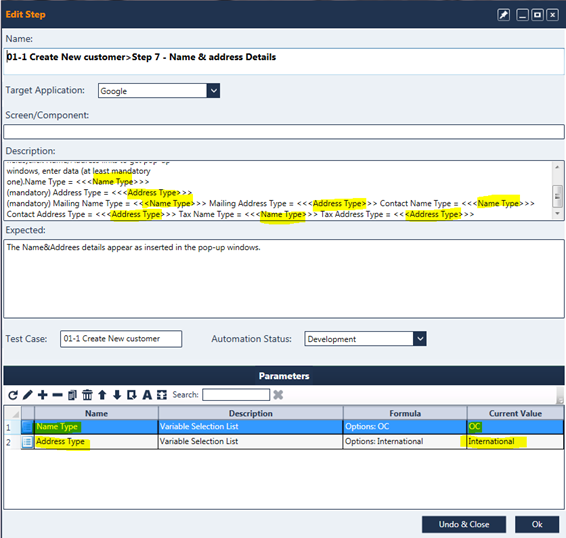 Edit Step
Name:
01-1 Create New customer>Step 7 - Name & address Details
Target Application: Google
Screen/Component:
Description:
windows, enter data (at least mandatory
one).Name Type = <<<Name Type>>>
(mandatory) Address Type = <<<Address Type>>>
(mandatory) Mailing Name Type = <<<Name Type>>> Mailing Address Type = <<<Address Type>>> Contact Name Type = <<<Name Type>>>
Contact Address Type = <<<Address Type>>> Tax Name Type = <<<Name Type>>> Tax Address Type = <<<Address Type>>>
Expected:
The Name&Addrees details appear as inserted in the pop-up windows.
Test Case: 01-1 Create New customer Automation Status: Development
Parameters
A Search:
Name Description Formula Current Value
1 Name Type Variable Selection List Options: OC OC
2 Address Type Variable Selection List Options: International International
Undo & Close Ok